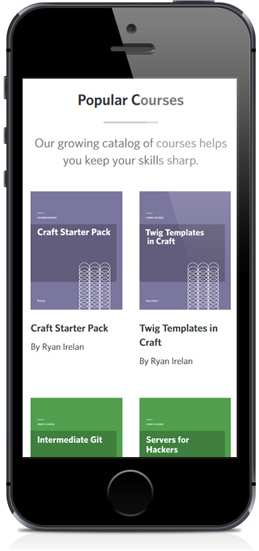 Popular Courses
Our growing catalog of courses helps
you keep your skills sharp.
Craft Starter Pack
Twig Templates
in Craft
Craft Starter Pack
By Ryan Irelan
Twig Templates in
Craft
By Ryan Irelan
Intermediate Git
Servers for
Hackers